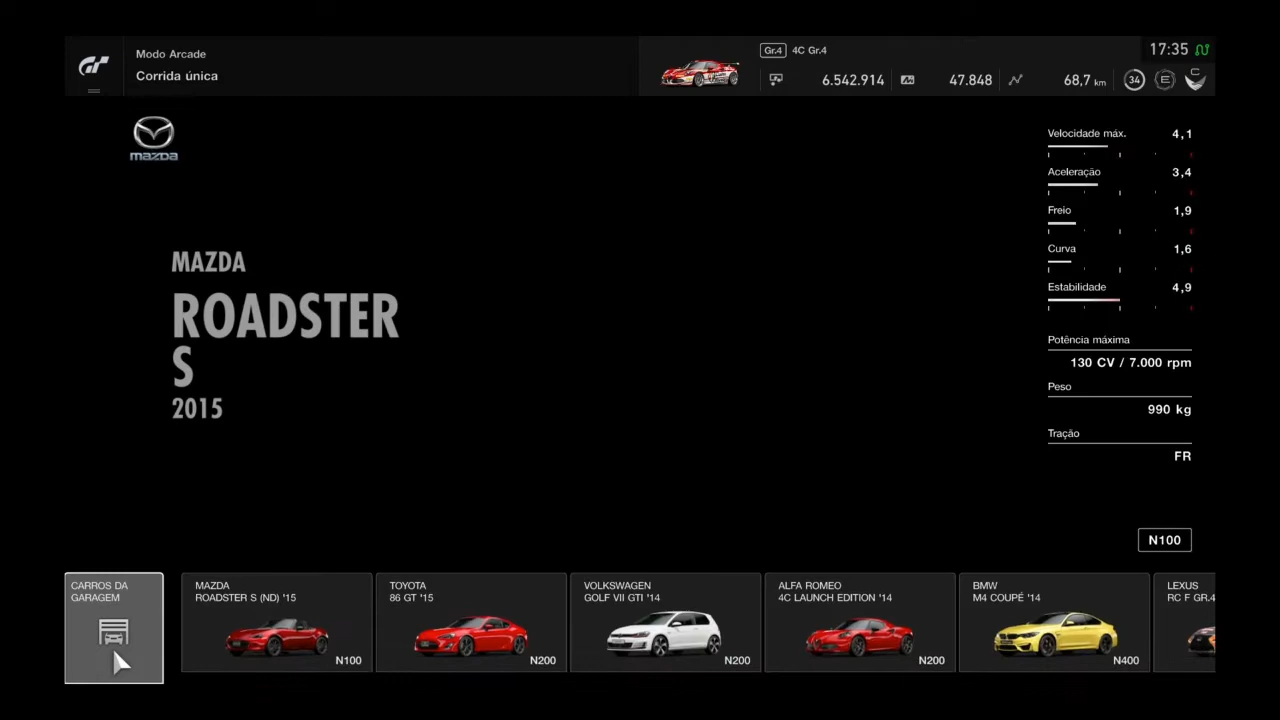 Modo Arcade
Corrida única
Gr.4 4C Gr.4
17:35
6.542.914 47.848 68,7 km 34 E C
mazda
MAZDA
ROADSTER
S
2015
Velocidade máx. 4,1
Aceleração 3,4
Freio 1,9
Curva 1,6
Estabilidade 4,9
Potência máxima
130 CV / 7.000 rpm
Peso
990 kg
Tração
FR
N100
CARROS DA
GARAGEM
MAZDA
ROADSTER S (ND) '15
N100
TOYOTA
86 GT '15
N200
VOLKSWAGEN
GOLF VII GTI '14
N200
ALFA ROMEO
4C LAUNCH EDITION '14
N200
BMW
M4 COUPÉ '14
N400
LEXUS
RC F GR.4